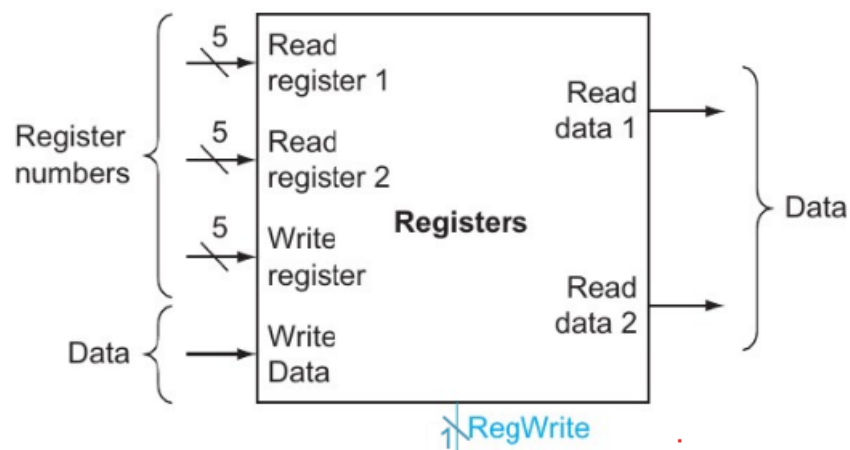 5
Read
register 1
5
Read
register 2
Register
numbers
5
Write
register
Data
Write
Data
Registers
Read
data 1
Read
data 2
Data
1
RegWrite